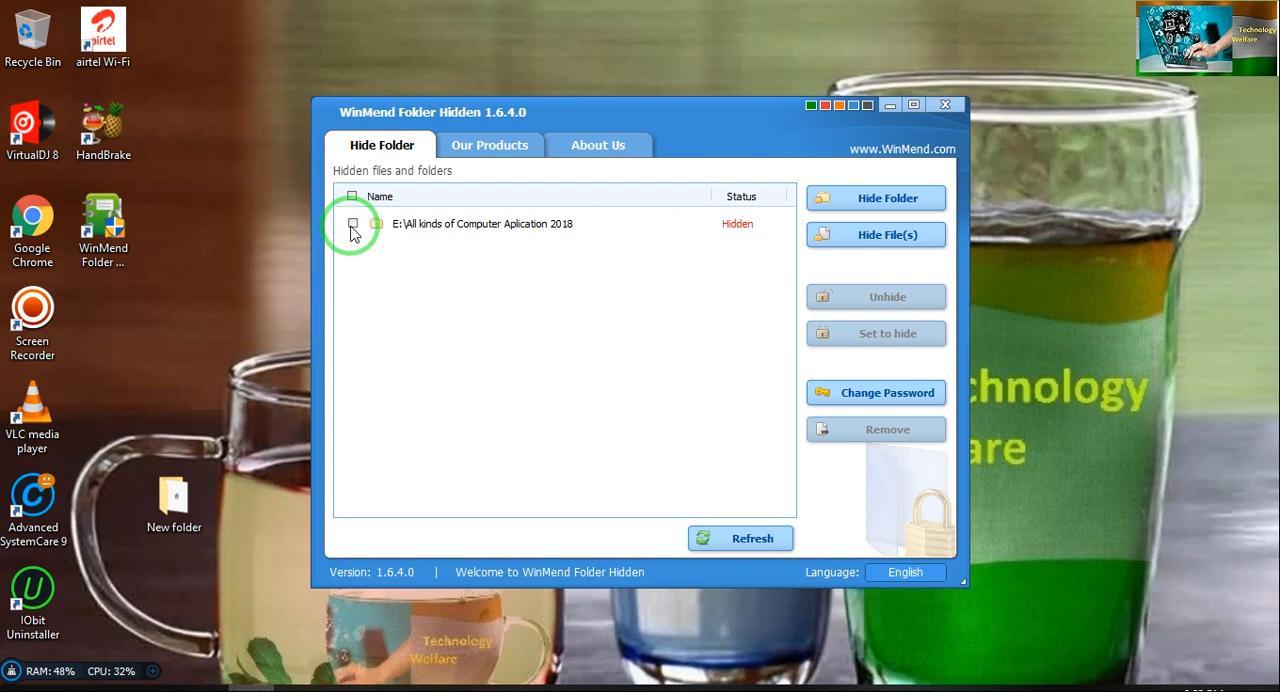 Recycle Bin
airtel
airtel Wi-Fi
VirtualDJ 8
HandBrake
Google
Chrome
WinMend
Folder ...
Screen
Recorder
VLC media
player
Advanced
SystemCare 9
New folder
IObit
Uninstaller
RAM: 48% CPU: 32%
Technology
Welfare
WinMend Folder Hidden 1.6.4.0
Hide Folder
Our Products
About Us
www.WinMend.com
Hidden files and folders
Name
Status
E:\All kinds of Computer Aplication 2018
Hidden
Hide Folder
Hide File(s)
Unhide
Set to hide
Change Password
Remove
Refresh
Version: 1.6.4.0 | Welcome to WinMend Folder Hidden
Language: English
chnology
are
Technology
Welfare